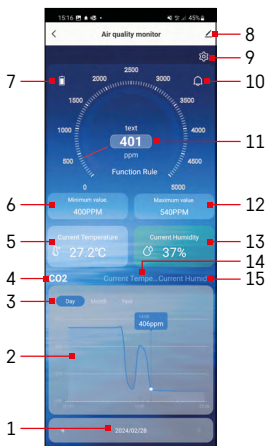 15:16
45%
Air quality monitor
8
9
7
10
2500
2000
3000
1500
3500
1000
4000
text
401
ppm
11
500
4500
Function Rule
0
5000
14
6
Minimum value.
400PPM
Maximum value.
540PPM
12
5
Current Temperature
27.2℃
Current Humidity
37%
13
4
CO2
Current Tempe..
Current Humid
15
3
Day
Month
Year
406ppm
2
1
2024/02/28